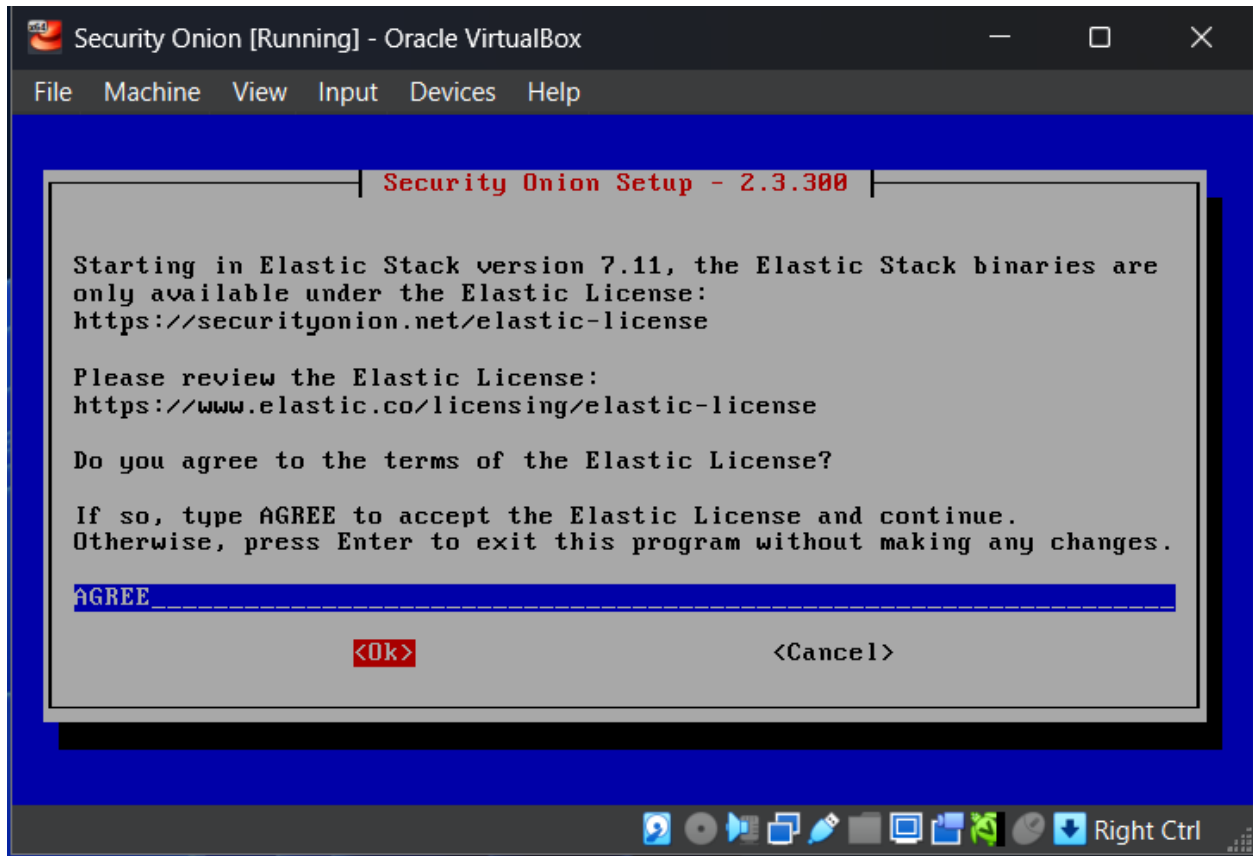 Security Onion [Running] - Oracle VirtualBox
File Machine View Input Devices Help
Security Onion Setup - 2.3.300
Starting in Elastic Stack version 7.11, the Elastic Stack binaries are
only available under the Elastic License:
https://securityonion.net/elastic-license
Please review the Elastic License:
https://www.elastic.co/licensing/elastic-license
Do you agree to the terms of the Elastic License?
If so, type AGREE to accept the Elastic License and continue.
Otherwise, press Enter to exit this program without making any changes.
AGREE
<Ok> <Cancel>
Right Ctrl